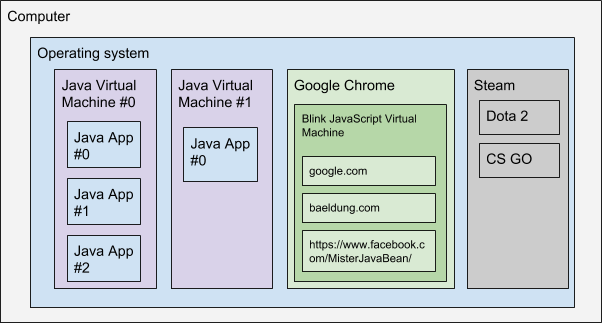 Computer
Operating system
Java Virtual
Machine #0
Java App
#0
Java App
#1
Java App
#2
Java Virtual
Machine #1
Java App
#0
Google Chrome
Blink JavaScript Virtual
Machine
google.com
baeldung.com
https://www.facebook.c
om/MisterJavaBean/
Steam
Dota 2
CS GO